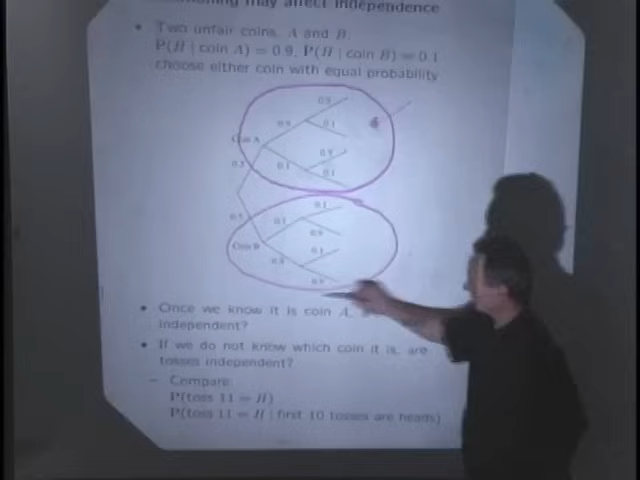 may affect independence
• Two unfair coins, A and B:
P(H | coin A) = 0.9, P(H | coin B) = 0.1
choose either coin with equal probability
0.9
0.9
0.1
Coin A
0.9
0.5
0.1
0.1
0.1
0.5
0.1
0.9
Coin B
0.1
0.9
0.9
• Once we know it is coin A,
independent?
• If we do not know which coin it is, are
tosses independent?
– Compare:
P(toss 11 = H)
P(toss 11 = H | first 10 tosses are heads)